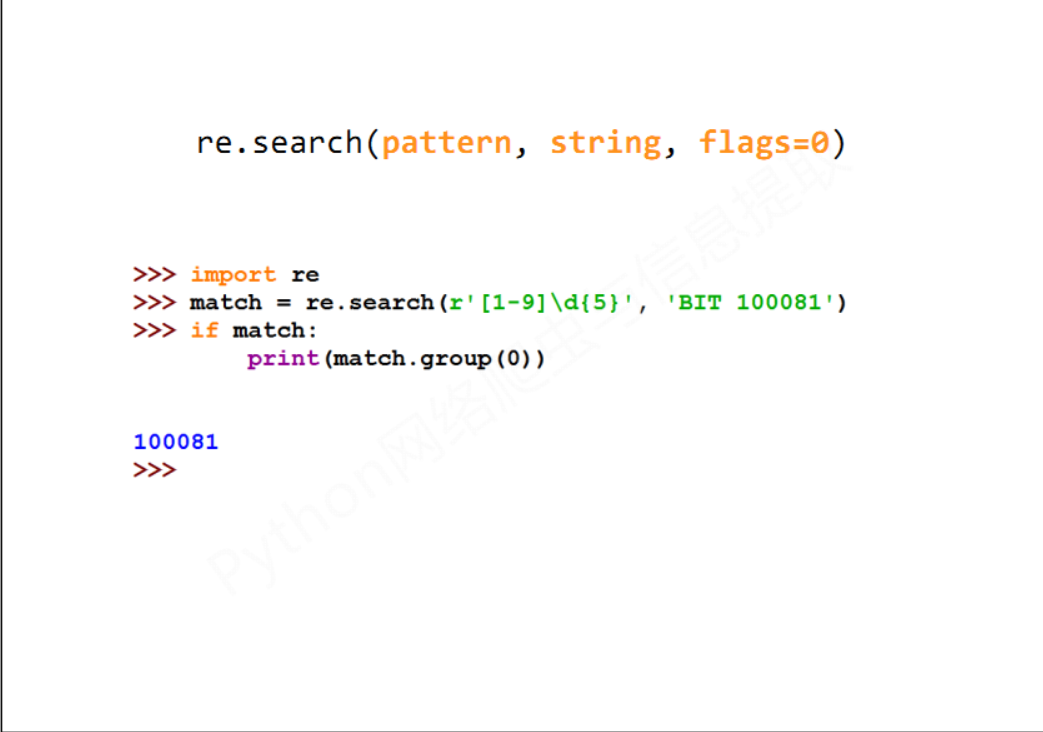 re.search(pattern, string, flags=0)
>>> import re
>>> match = re.search(r'[1-9]\d{5}', 'BIT 100081')
>>> if match:
        print(match.group(0))
100081
>>>
Python网络爬虫与信息提取